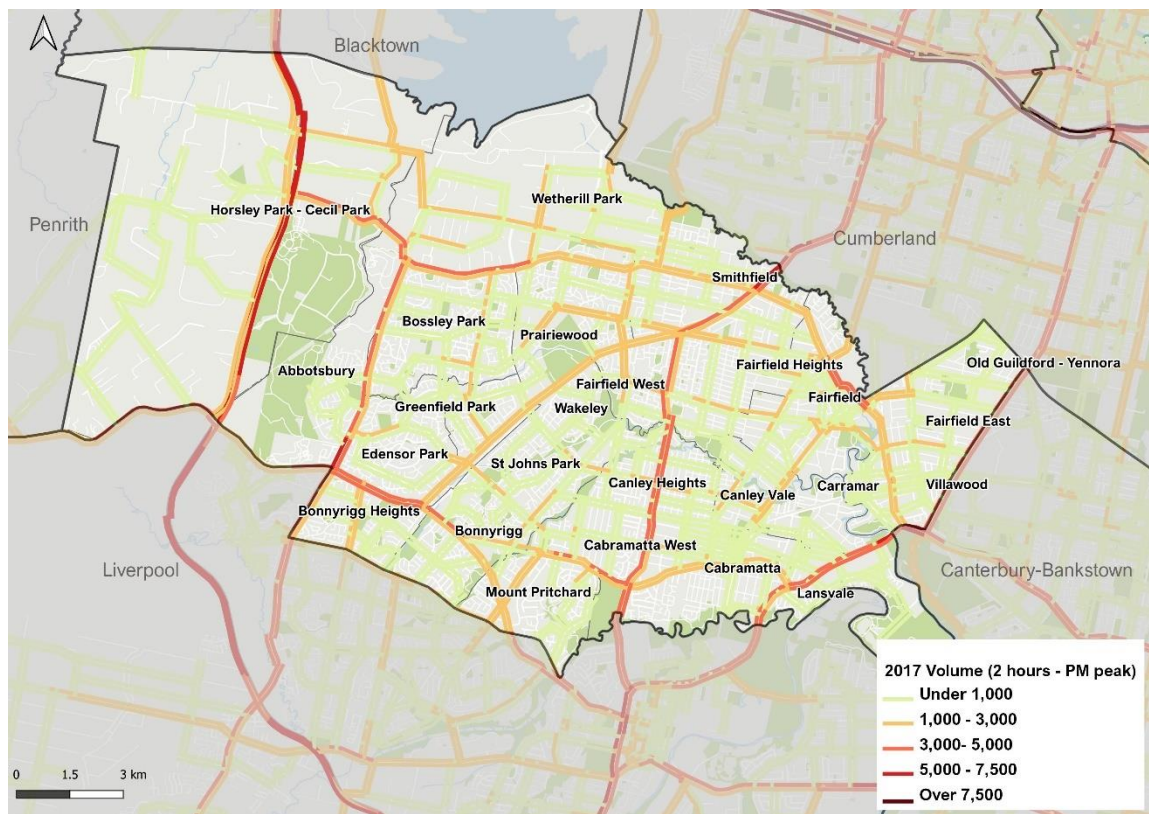 Blacktown
Penrith
Horsley Park - Cecil Park
Wetherill Park
Cumberland
Smithfield
Bossley Park
Prairiewood
Abbotsbury
Fairfield Heights
Old Guildford - Yennora
Fairfield West
Greenfield Park
Wakeley
Fairfield
Fairfield East
Edensor Park
St Johns Park
Canley Heights
Canley Vale
Carramar
Villawood
Bonnyrigg Heights
Bonnyrigg
Cabramatta West
Cabramatta
Liverpool
Canterbury-Bankstown
Mount Pritchard
Lansvale
2017 Volume (2 hours - PM peak)
Under 1,000
1,000 - 3,000
3,000- 5,000
5,000 - 7,500
Over 7,500
0 1.5 3 km